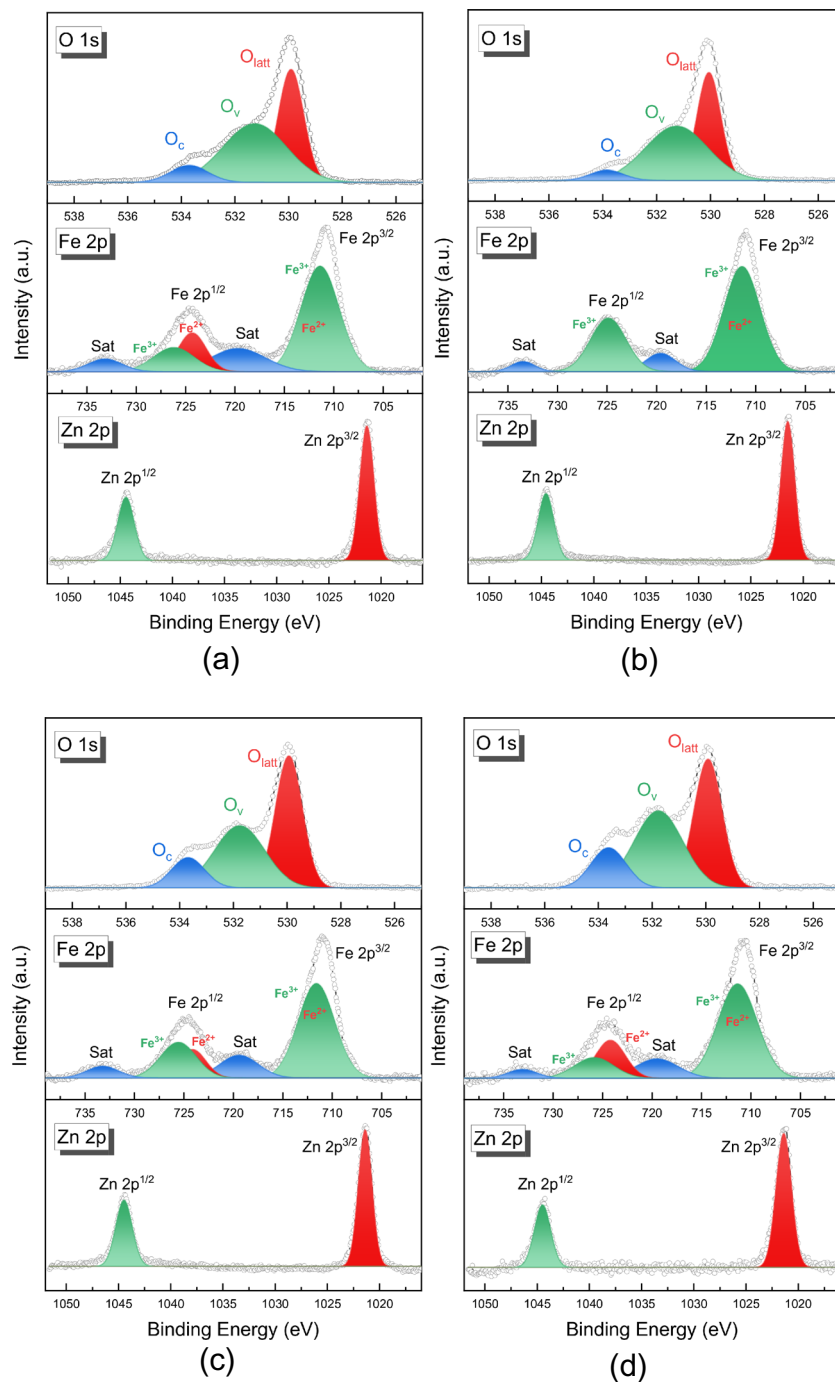 O 1s
O_latt
O_v
O_c
538 536 534 532 530 528 526
Fe 2p
Fe 2p^3/2
Fe^3+
Fe 2p^1/2
Fe^2+
Fe^2+
Sat
Fe^3+
Sat
735 730 725 720 715 710 705
Zn 2p
Zn 2p^3/2
Zn 2p^1/2
1050 1045 1040 1035 1030 1025 1020
Binding Energy (eV)
Intensity (a.u.)
(a)
O 1s
O_latt
O_v
O_c
538 536 534 532 530 528 526
Fe 2p
Fe 2p^3/2
Fe^3+
Fe 2p^1/2
Fe^3+
Fe^2+
Sat
Sat
735 730 725 720 715 710 705
Zn 2p
Zn 2p^3/2
Zn 2p^1/2
1050 1045 1040 1035 1030 1025 1020
Binding Energy (eV)
Intensity (a.u.)
(b)
O 1s
O_latt
O_v
O_c
538 536 534 532 530 528 526
Fe 2p
Fe 2p^3/2
Fe^3+
Fe 2p^1/2
Fe^2+
Fe^3+
Fe^2+
Sat
Sat
735 730 725 720 715 710 705
Zn 2p
Zn 2p^3/2
Zn 2p^1/2
1050 1045 1040 1035 1030 1025 1020
Binding Energy (eV)
Intensity (a.u.)
(c)
O 1s
O_latt
O_v
O_c
538 536 534 532 530 528 526
Fe 2p
Fe 2p^3/2
Fe^3+
Fe 2p^1/2
Fe^2+
Fe^2+
Sat
Fe^3+
Sat
735 730 725 720 715 710 705
Zn 2p
Zn 2p^3/2
Zn 2p^1/2
1050 1045 1040 1035 1030 1025 1020
Binding Energy (eV)
Intensity (a.u.)
(d)